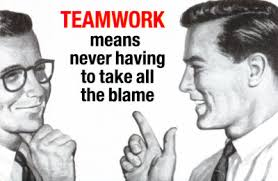 TEAMWORK
means
never having
to take all
the blame